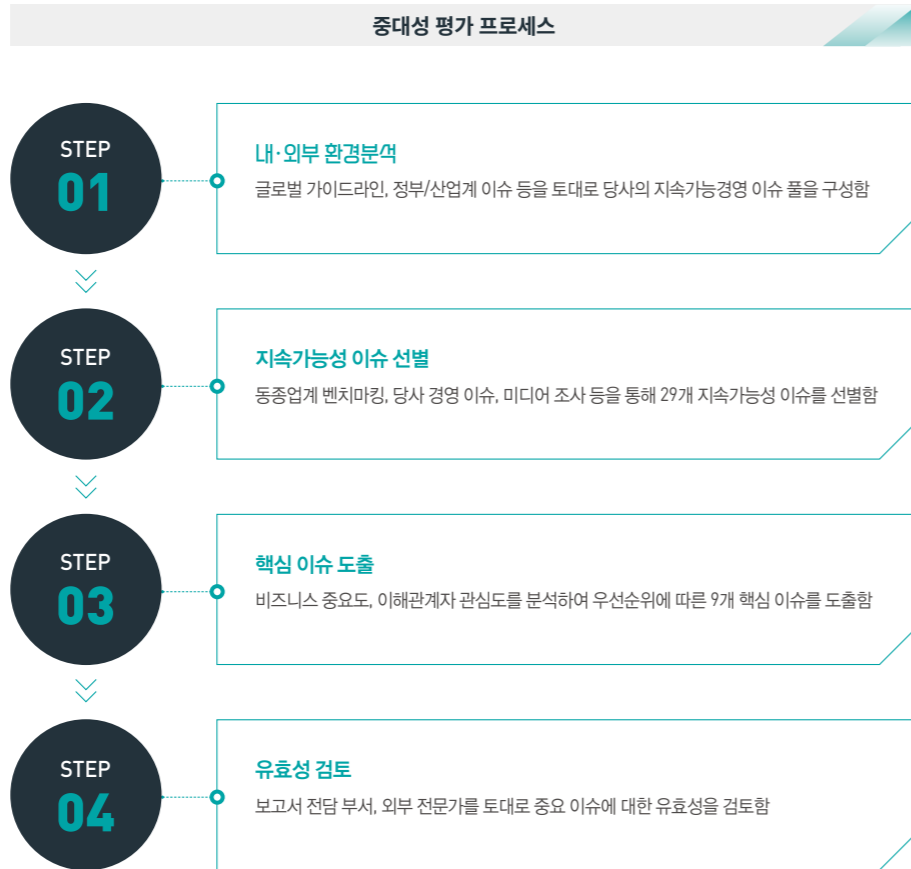 중대성 평가 프로세스
STEP
01
내·외부 환경분석
글로벌 가이드라인, 정부/산업계 이슈 등을 토대로 당사의 지속가능경영 이슈 풀을 구성함
STEP
02
지속가능성 이슈 선별
동종업계 벤치마킹, 당사 경영 이슈, 미디어 조사 등을 통해 29개 지속가능성 이슈를 선별함
STEP
03
핵심 이슈 도출
비즈니스 중요도, 이해관계자 관심도를 분석하여 우선순위에 따른 9개 핵심 이슈를 도출함
STEP
04
유효성 검토
보고서 전담 부서, 외부 전문가를 토대로 중요 이슈에 대한 유효성을 검토함